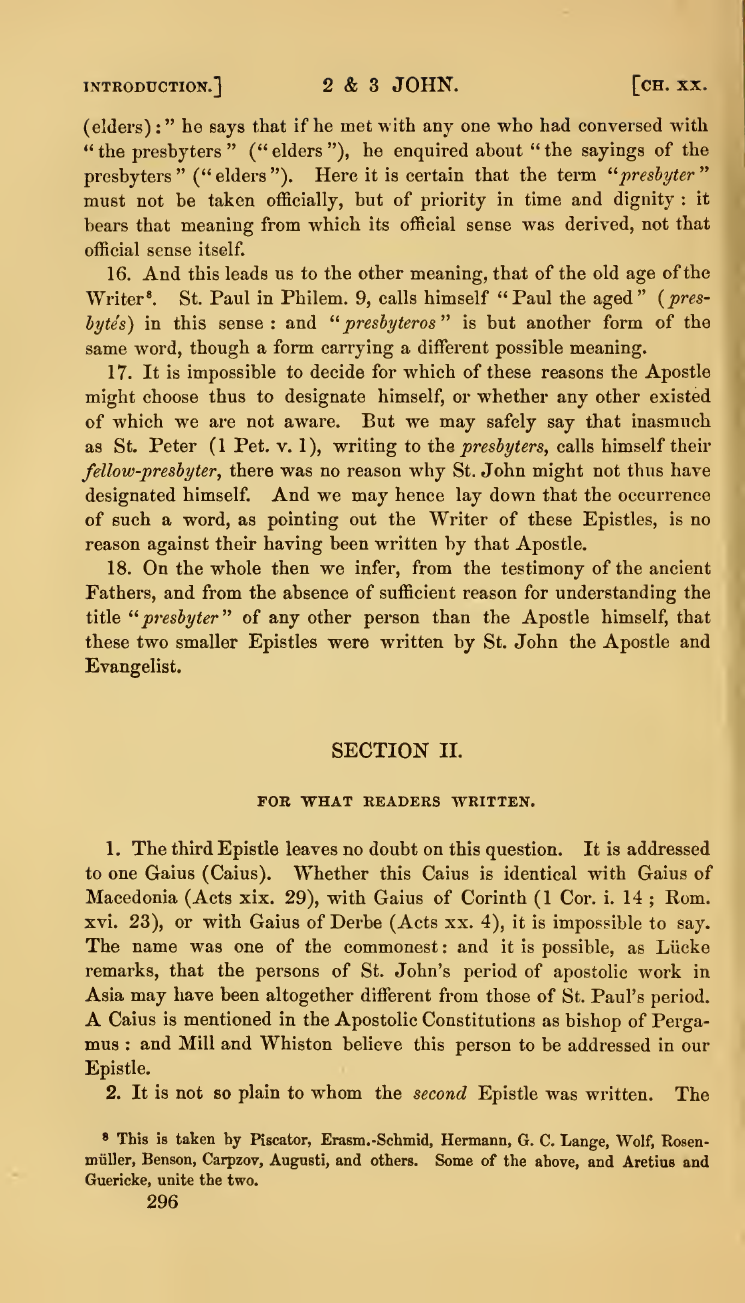 INTRODUCTION.] 2 & 3 JOHN. [CH. XX.
(elders) :” he says that if he met with any one who had conversed with
“ the presbyters ” (“ elders ”), he enquired about “ the sayings of the
presbyters ” (“ elders ”). Here it is certain that the term “presbyter ”
must not be taken officially, but of priority in time and dignity : it
bears that meaning from which its official sense was derived, not that
official sense itself.
16. And this leads us to the other meaning, that of the old age of the
Writer⁸. St. Paul in Philem. 9, calls himself “ Paul the aged ” (pres-
bytés) in this sense : and “presbyteros ” is but another form of the
same word, though a form carrying a different possible meaning.
17. It is impossible to decide for which of these reasons the Apostle
might choose thus to designate himself, or whether any other existed
of which we are not aware. But we may safely say that inasmuch
as St. Peter (1 Pet. v. 1), writing to the presbyters, calls himself their
fellow-presbyter, there was no reason why St. John might not thus have
designated himself. And we may hence lay down that the occurrence
of such a word, as pointing out the Writer of these Epistles, is no
reason against their having been written by that Apostle.
18. On the whole then we infer, from the testimony of the ancient
Fathers, and from the absence of sufficient reason for understanding the
title “presbyter” of any other person than the Apostle himself, that
these two smaller Epistles were written by St. John the Apostle and
Evangelist.
SECTION II.
FOR WHAT READERS WRITTEN.
1. The third Epistle leaves no doubt on this question. It is addressed
to one Gaius (Caius). Whether this Caius is identical with Gaius of
Macedonia (Acts xix. 29), with Gaius of Corinth (1 Cor. i. 14 ; Rom.
xvi. 23), or with Gaius of Derbe (Acts xx. 4), it is impossible to say.
The name was one of the commonest : and it is possible, as Lücke
remarks, that the persons of St. John’s period of apostolic work in
Asia may have been altogether different from those of St. Paul’s period.
A Caius is mentioned in the Apostolic Constitutions as bishop of Perga-
mus : and Mill and Whiston believe this person to be addressed in our
Epistle.
2. It is not so plain to whom the second Epistle was written. The
⁸ This is taken by Piscator, Erasm.-Schmid, Hermann, G. C. Lange, Wolf, Rosen-
müller, Benson, Carpzov, Augusti, and others. Some of the above, and Aretius and
Guericke, unite the two.
296